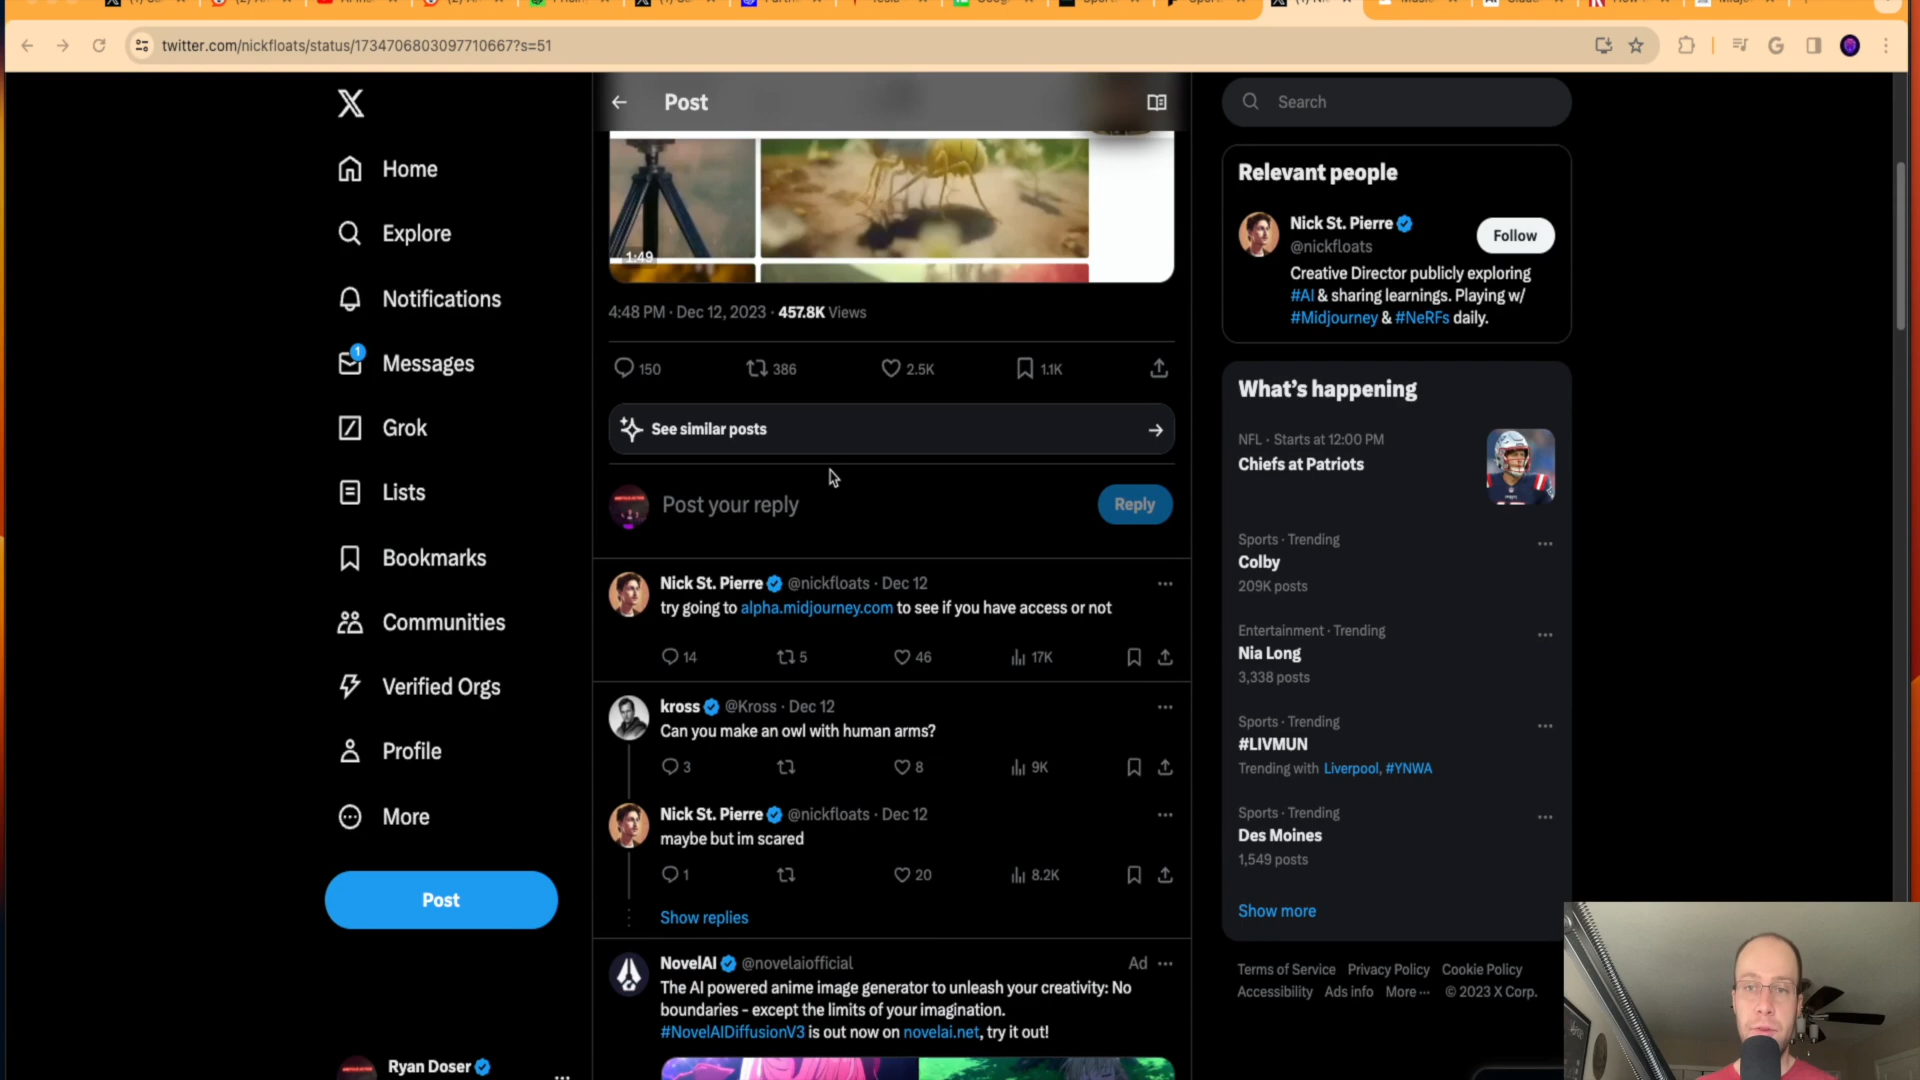 twitter.com/nickfloats/status/1734706803097710667?s=51
Post
Search
Home
Explore
Notifications
1
Messages
Grok
Lists
Bookmarks
Communities
Verified Orgs
Profile
More
Post
Ryan Doser
1:49
4:48 PM · Dec 12, 2023 · 457.8K Views
150 386 2.5K 1.1K
See similar posts
Post your reply
Reply
Nick St. Pierre @nickfloats · Dec 12
try going to alpha.midjourney.com to see if you have access or not
14 5 46 17K
kross @Kross · Dec 12
Can you make an owl with human arms?
3 8 9K
Nick St. Pierre @nickfloats · Dec 12
maybe but im scared
1 20 8.2K
Show replies
NovelAI @novelaiofficial Ad
The AI powered anime image generator to unleash your creativity: No
boundaries - except the limits of your imagination.
#NovelAIDiffusionV3 is out now on novelai.net, try it out!
Relevant people
Nick St. Pierre
@nickfloats
Follow
Creative Director publicly exploring
#AI & sharing learnings. Playing w/
#Midjourney & #NeRFs daily.
What's happening
NFL · Starts at 12:00 PM
Chiefs at Patriots
Sports · Trending
Colby
209K posts
Entertainment · Trending
Nia Long
3,338 posts
Sports · Trending
#LIVMUN
Trending with Liverpool, #YNWA
Sports · Trending
Des Moines
1,549 posts
Show more
Terms of Service Privacy Policy Cookie Policy
Accessibility Ads info More ··· © 2023 X Corp.